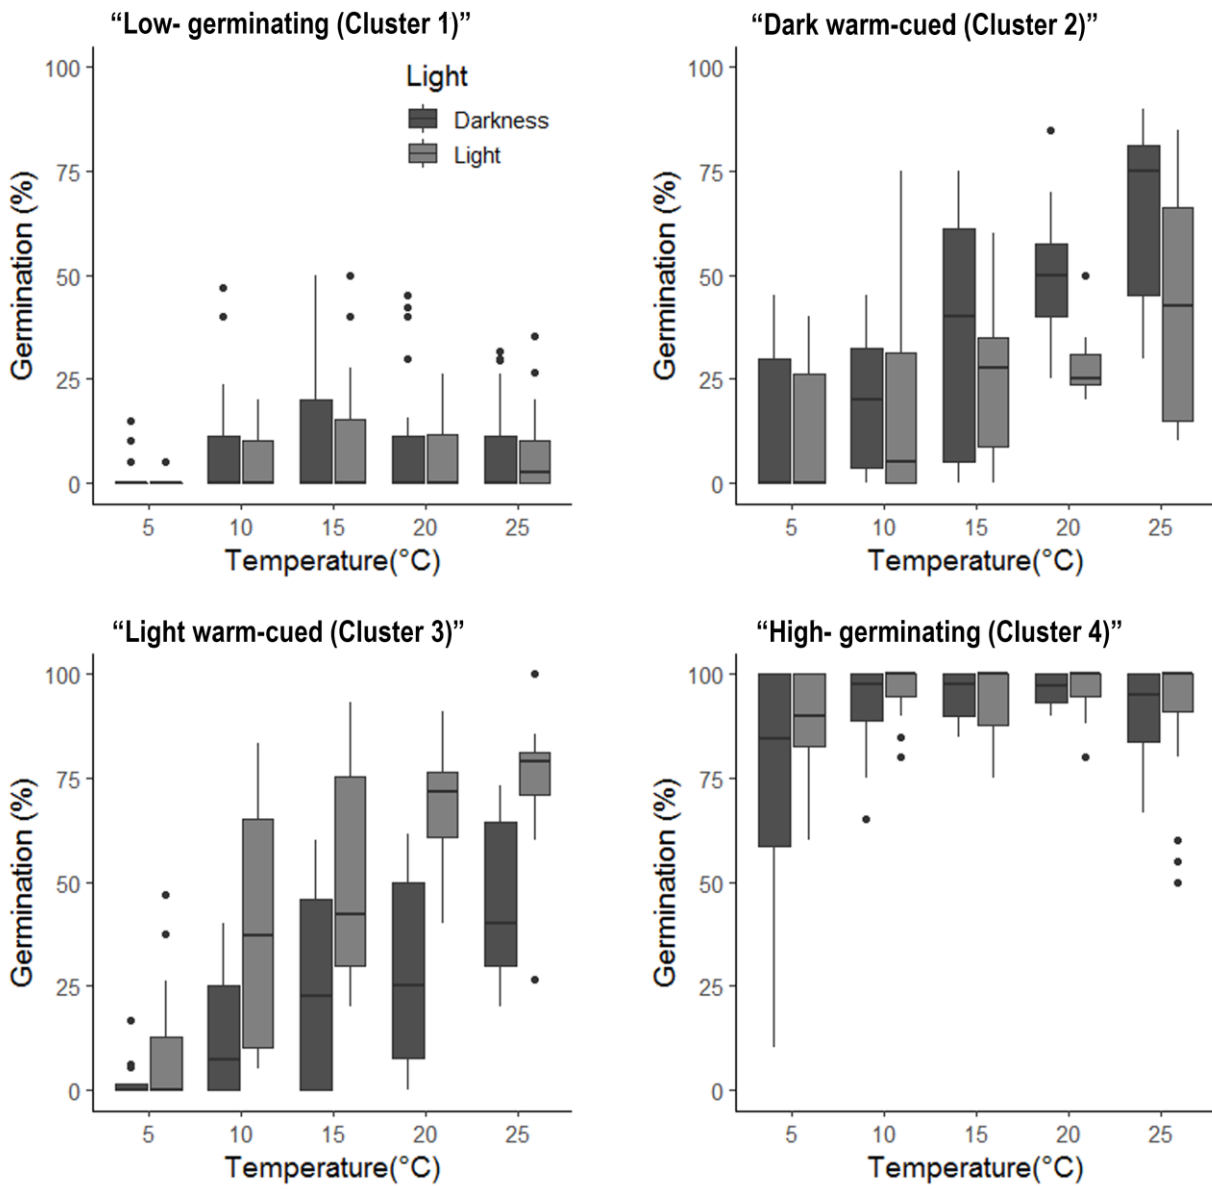 “Low- germinating (Cluster 1)”
Germination (%)
100
75
50
25
0
Light
Darkness
Light
5 10 15 20 25
Temperature(°C)
“Dark warm-cued (Cluster 2)”
Germination (%)
100
75
50
25
0
5 10 15 20 25
Temperature(°C)
“Light warm-cued (Cluster 3)”
Germination (%)
100
75
50
25
0
5 10 15 20 25
Temperature(°C)
“High- germinating (Cluster 4)”
Germination (%)
100
75
50
25
0
5 10 15 20 25
Temperature(°C)